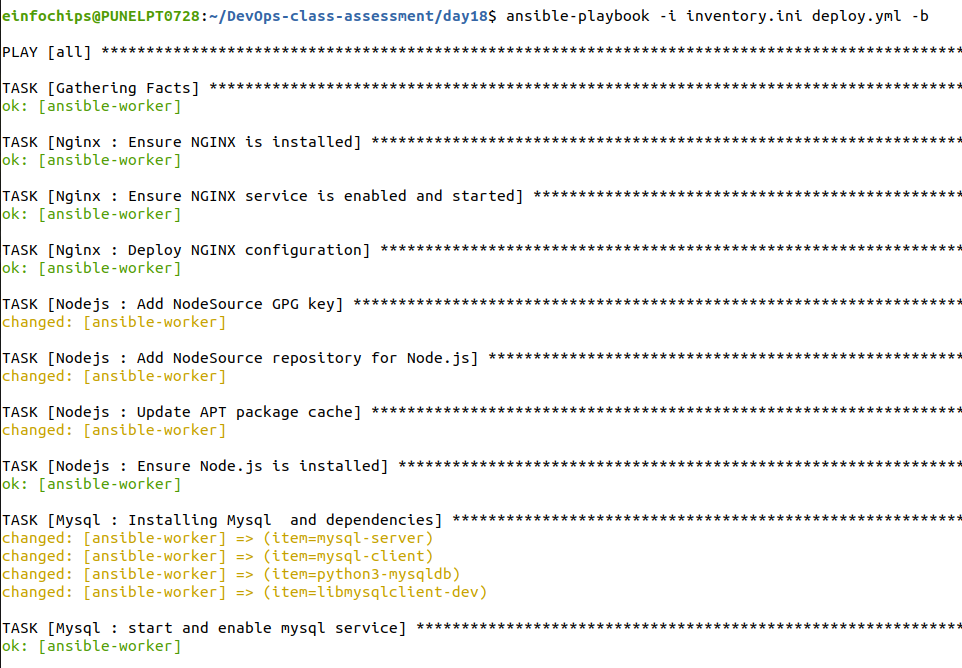 einfochips@PUNELPT0728:~/DevOps-class-assessment/day18$ ansible-playbook -i inventory.ini deploy.yml -b
PLAY [all] ************************************************************************************************
TASK [Gathering Facts] ************************************************************************************
ok: [ansible-worker]
TASK [Nginx : Ensure NGINX is installed] ******************************************************************
ok: [ansible-worker]
TASK [Nginx : Ensure NGINX service is enabled and started] ************************************************
ok: [ansible-worker]
TASK [Nginx : Deploy NGINX configuration] *****************************************************************
ok: [ansible-worker]
TASK [Nodejs : Add NodeSource GPG key] ********************************************************************
changed: [ansible-worker]
TASK [Nodejs : Add NodeSource repository for Node.js] *****************************************************
changed: [ansible-worker]
TASK [Nodejs : Update APT package cache] ******************************************************************
changed: [ansible-worker]
TASK [Nodejs : Ensure Node.js is installed] ***************************************************************
ok: [ansible-worker]
TASK [Mysql : Installing Mysql  and dependencies] *********************************************************
changed: [ansible-worker] => (item=mysql-server)
changed: [ansible-worker] => (item=mysql-client)
changed: [ansible-worker] => (item=python3-mysqldb)
changed: [ansible-worker] => (item=libmysqlclient-dev)
TASK [Mysql : start and enable mysql service] *************************************************************
ok: [ansible-worker]